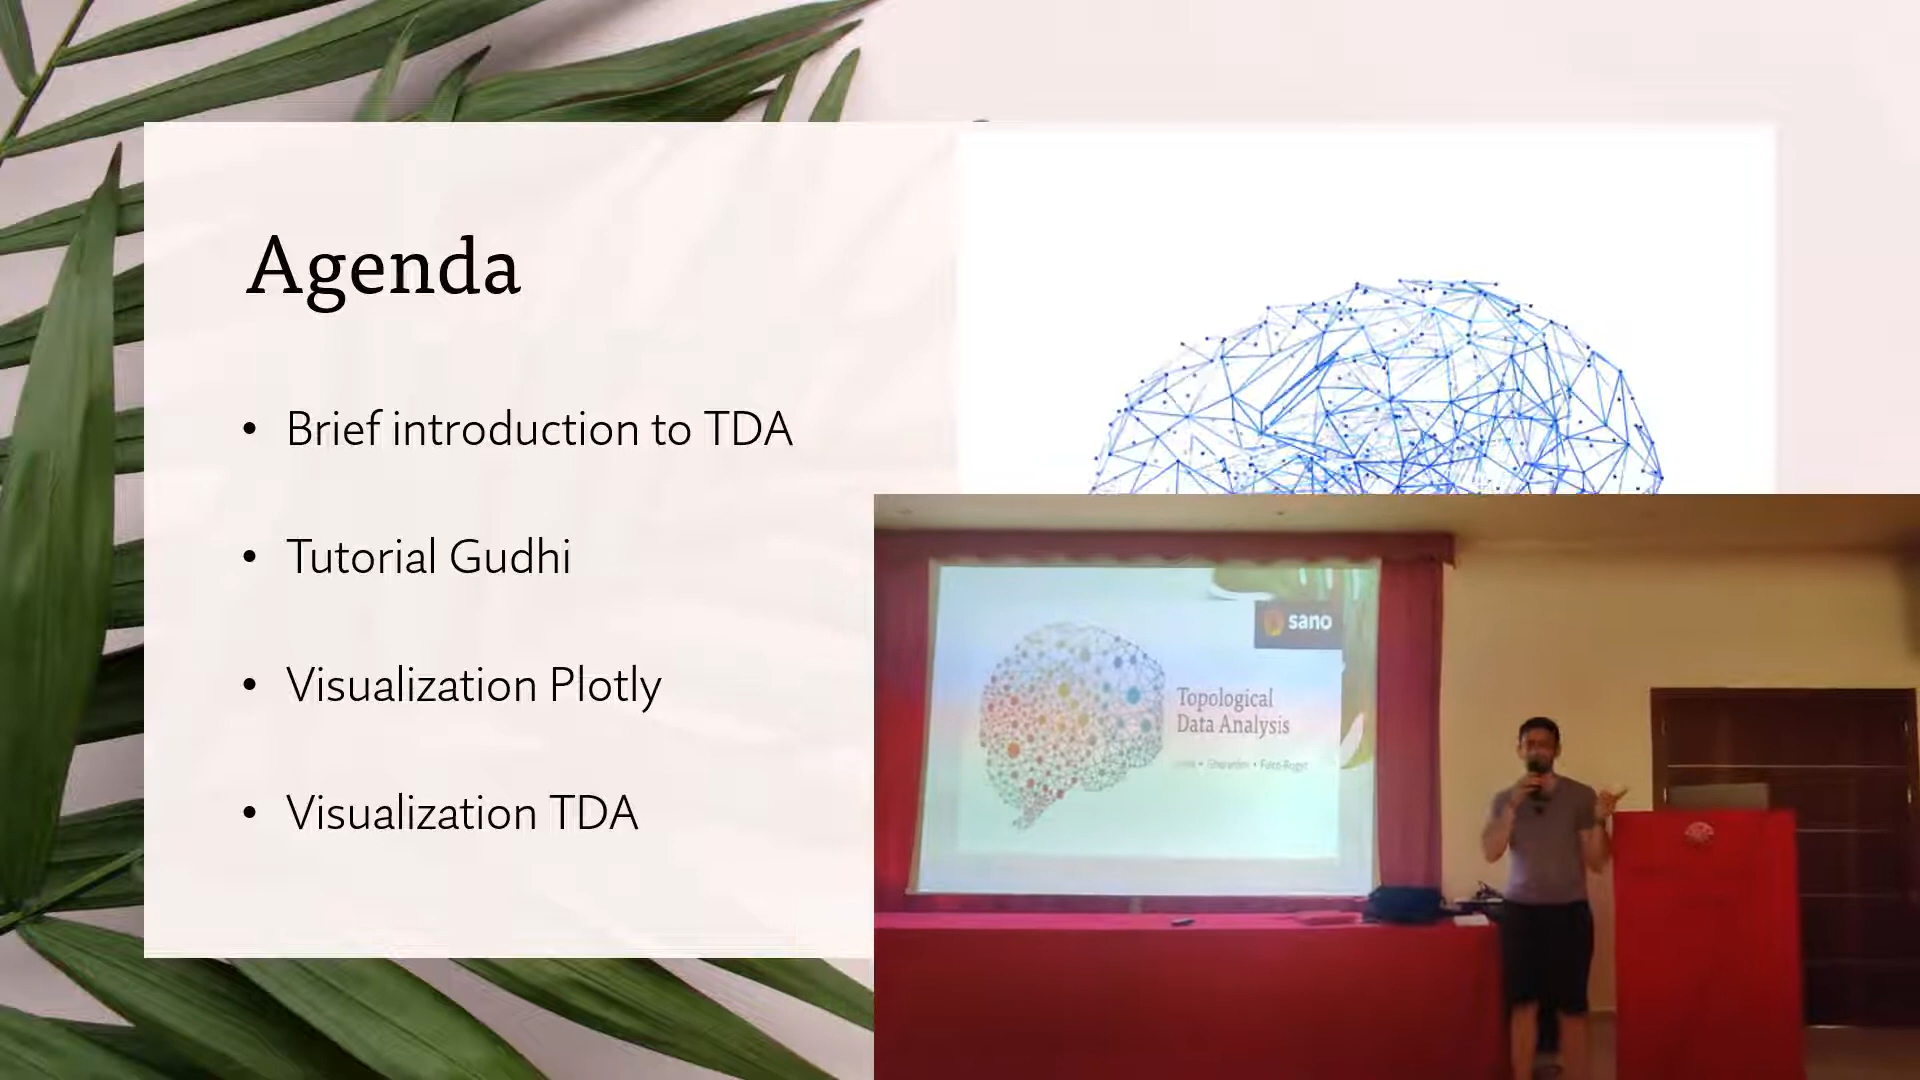 Agenda
• Brief introduction to TDA
• Tutorial Gudhi
• Visualization Plotly
• Visualization TDA
sano
Topological
Data Analysis